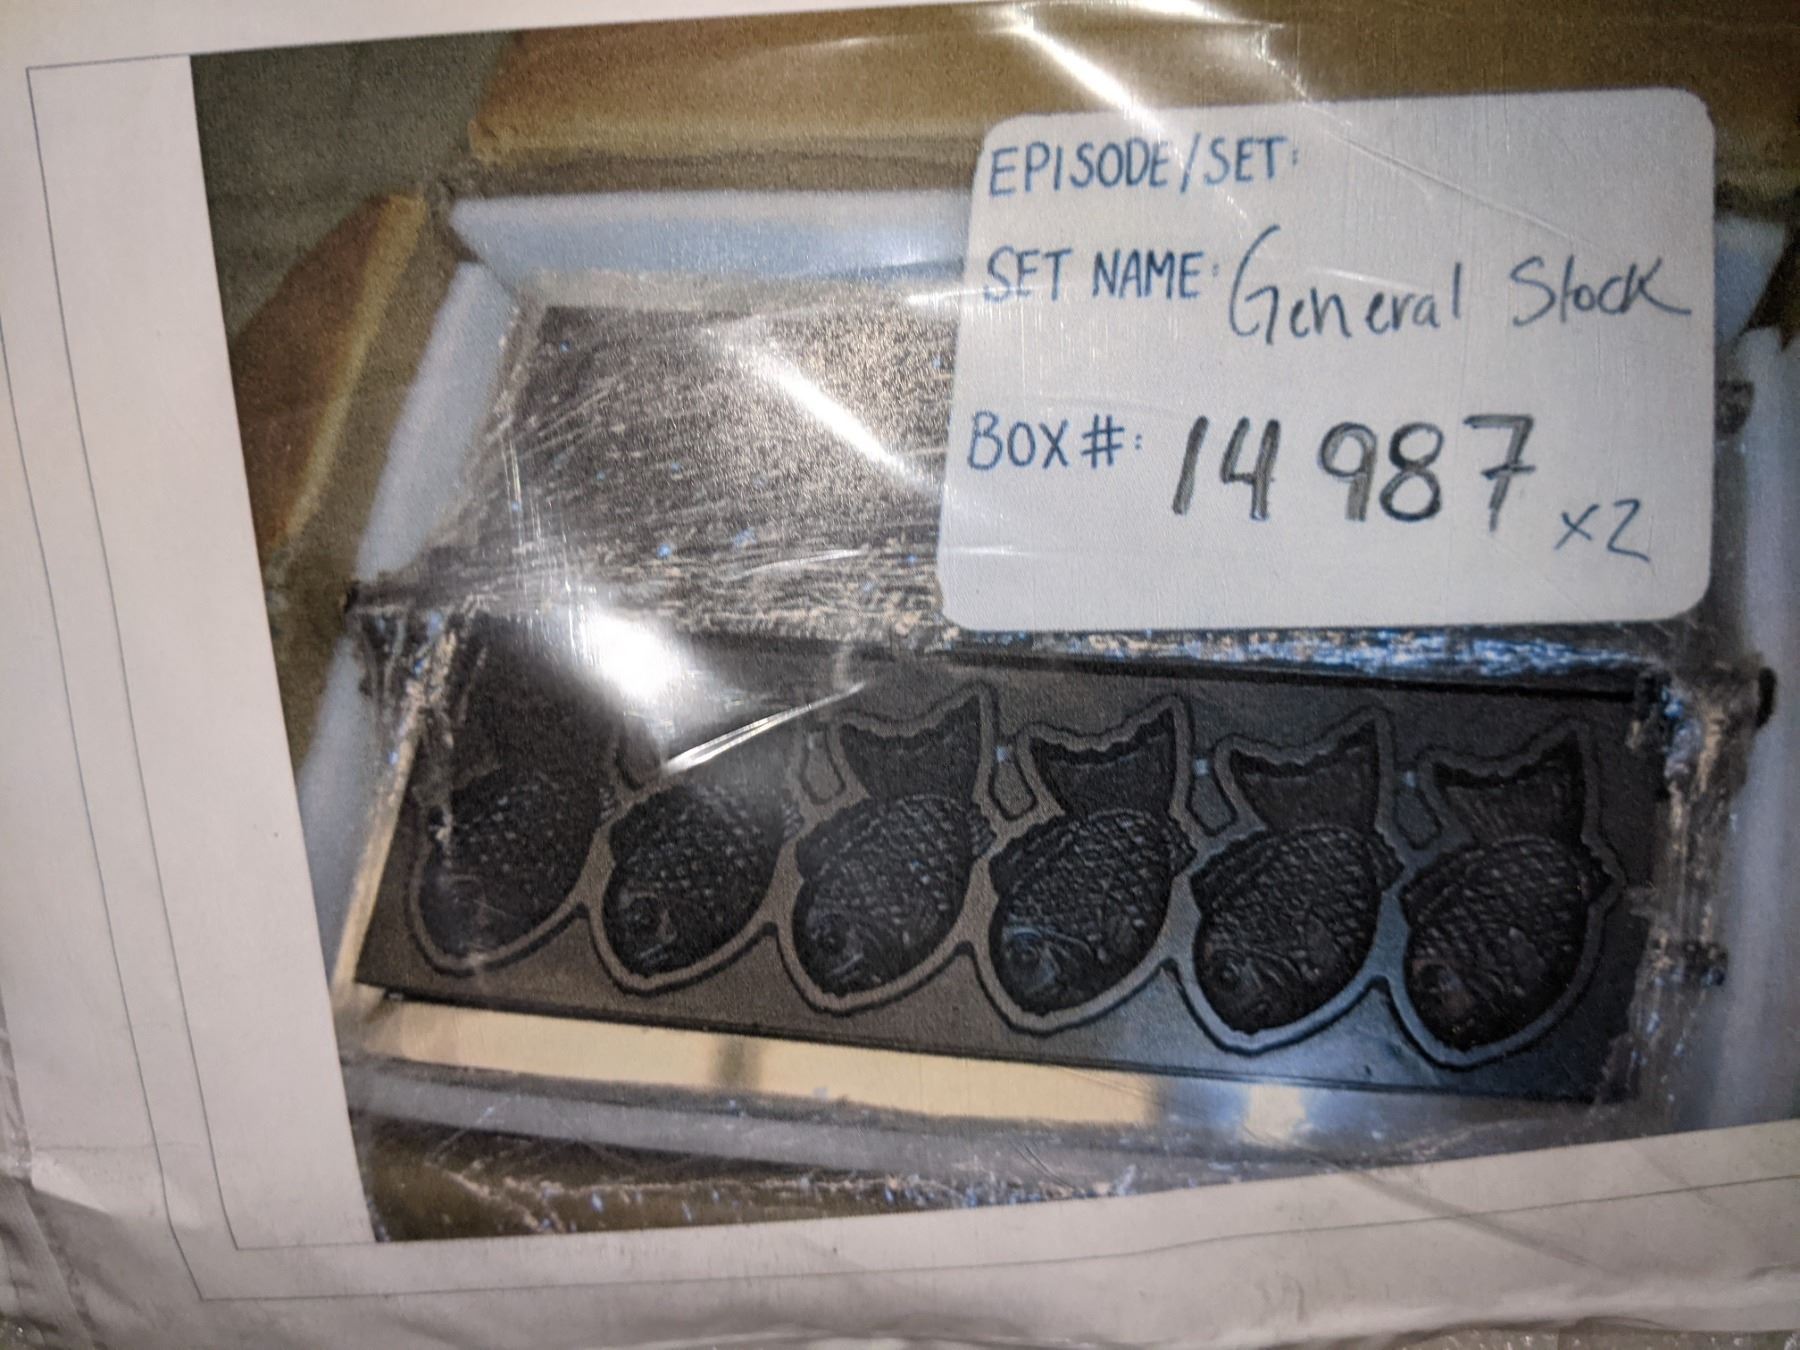 EPISODE/SET:
SET NAME: General Stock
BOX#: 14987 x2